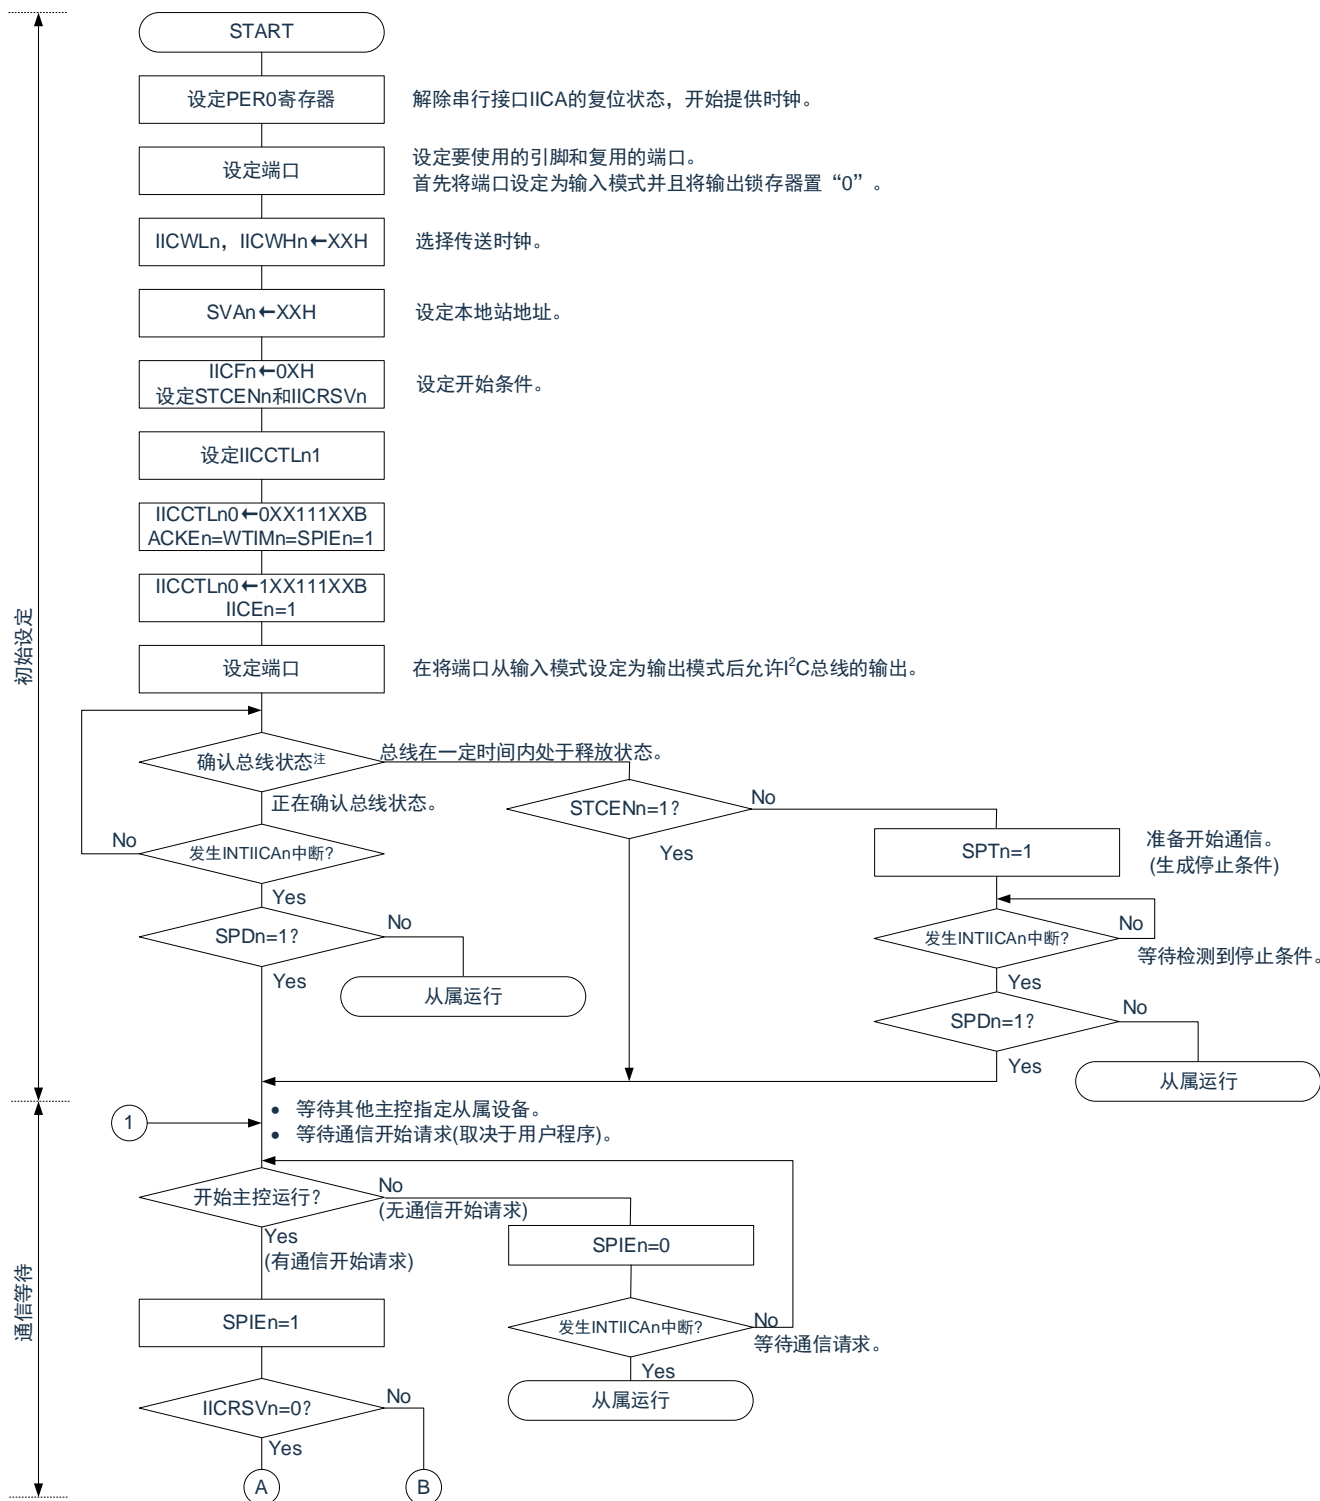 START
设定PER0寄存器
解除串行接口IICA的复位状态，开始提供时钟。
设定端口
设定要使用的引脚和复用的端口。
首先将端口设定为输入模式并且将输出锁存器置“0”。
IICWLn，IICWHn←XXH
选择传送时钟。
SVAn←XXH
设定本地站地址。
IICFn←0XH
设定STCENn和IICRSVn
设定开始条件。
设定IICCTLn1
IICCTLn0←0XX111XXB
ACKEn=WTIMn=SPIEn=1
IICCTLn0←1XX111XXB
IICEn=1
初始设定
设定端口
在将端口从输入模式设定为输出模式后允许I²C总线的输出。
确认总线状态注
总线在一定时间内处于释放状态。
正在确认总线状态。
STCENn=1?
No
Yes
SPTn=1
准备开始通信。
(生成停止条件)
No
发生INTIICAn中断?
Yes
SPDn=1?
No
Yes
从属运行
发生INTIICAn中断?
No
等待检测到停止条件。
Yes
SPDn=1?
No
Yes
从属运行
1
• 等待其他主控指定从属设备。
• 等待通信开始请求(取决于用户程序)。
开始主控运行?
No
(无通信开始请求)
Yes
(有通信开始请求)
SPIEn=0
通信等待
SPIEn=1
发生INTIICAn中断?
No
等待通信请求。
Yes
从属运行
IICRSVn=0?
No
Yes
A
B